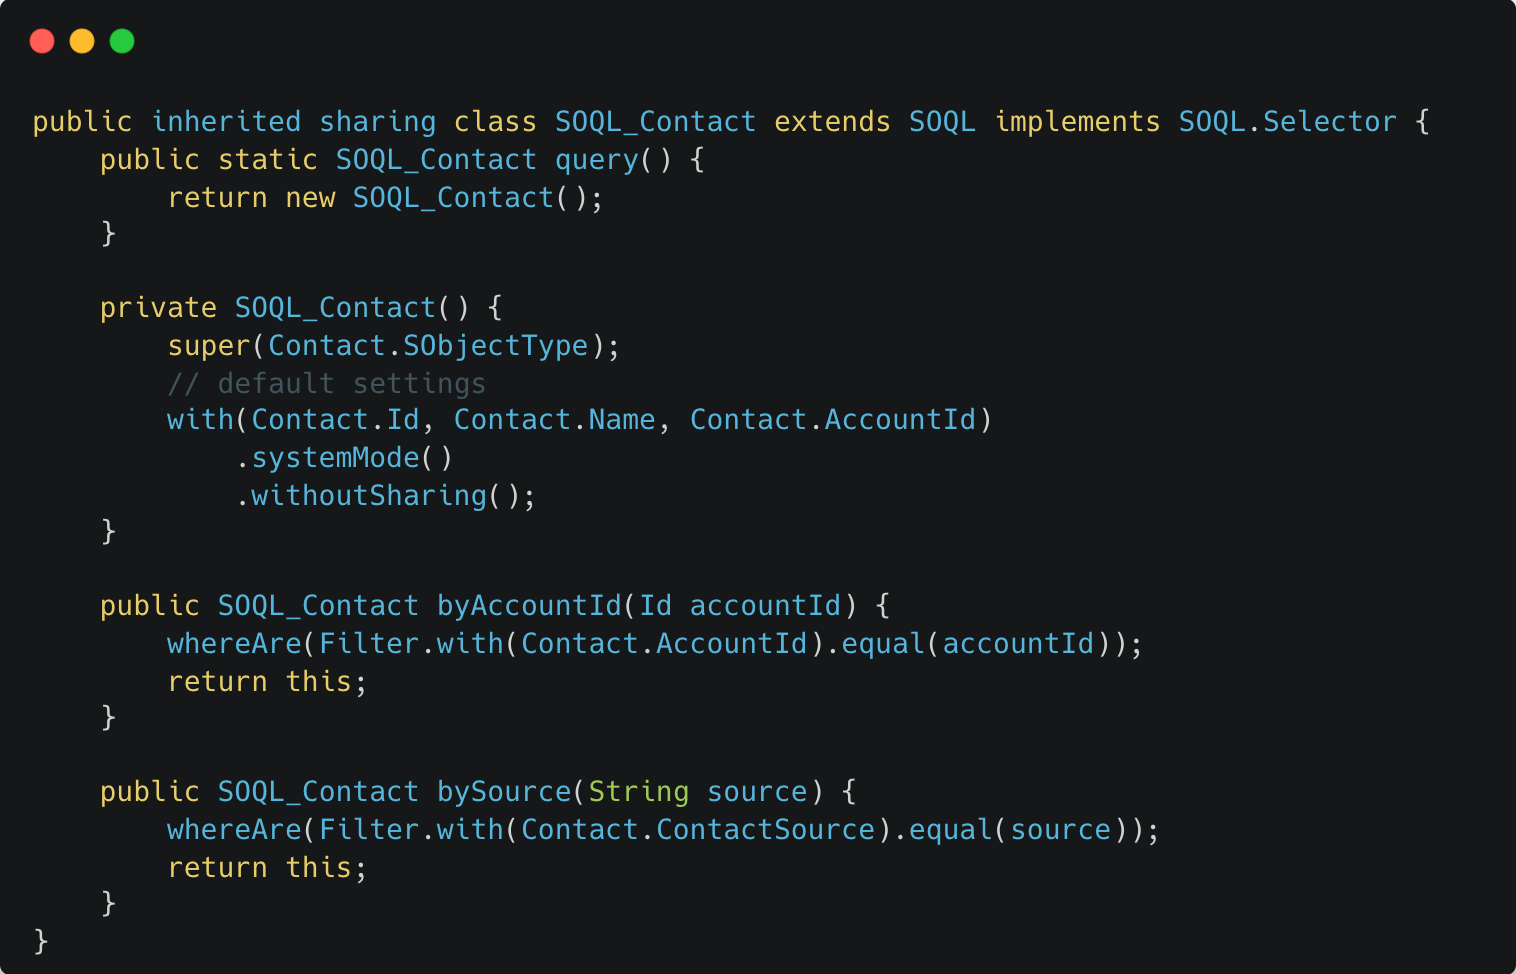 public inherited sharing class SOQL_Contact extends SOQL implements SOQL.Selector {
    public static SOQL_Contact query() {
        return new SOQL_Contact();
    }

    private SOQL_Contact() {
        super(Contact.SObjectType);
        // default settings
        with(Contact.Id, Contact.Name, Contact.AccountId)
            .systemMode()
            .withoutSharing();
    }

    public SOQL_Contact byAccountId(Id accountId) {
        whereAre(Filter.with(Contact.AccountId).equal(accountId));
        return this;
    }

    public SOQL_Contact bySource(String source) {
        whereAre(Filter.with(Contact.ContactSource).equal(source));
        return this;
    }
}